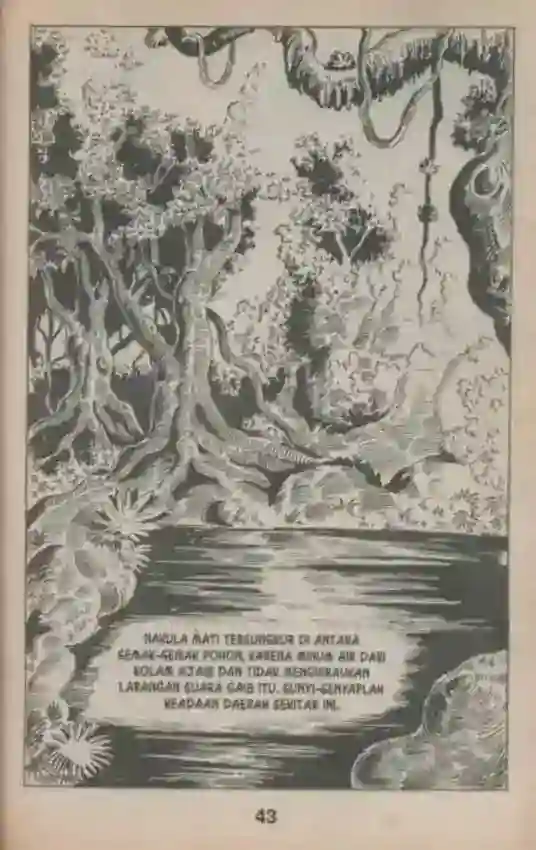 NAKULA MATI TERSUNGKUR DI ANTARA
SEMAK-SEMAK POHON, KARENA MINUM AIR DARI
KOLAM AJAIB DAN TIDAK MENGHIRAUKAN
LARANGAN SUARA GAIB ITU. SUNYI-SENYAPLAH
KEADAAN DAERAH SEKITAR INI.
43